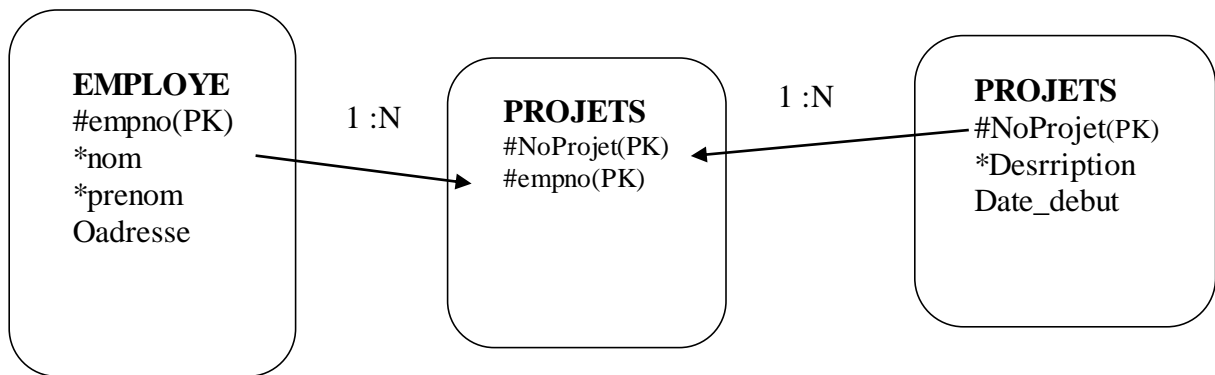 EMPLOYE
#empno(PK)
*nom
*prenom
Oadresse
1 :N
PROJETS
#NoProjet(PK)
#empno(PK)
1 :N
PROJETS
#NoProjet(PK)
*Desrription
Date_debut